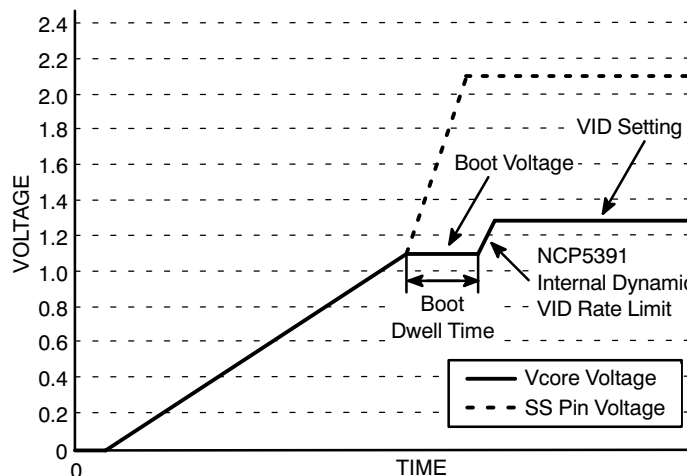 2.4
2.2
2.0
1.8
1.6
1.4
1.2
1.0
0.8
0.6
0.4
0.2
0
VOLTAGE
0
TIME
VID Setting
Boot Voltage
NCP5391
Internal Dynamic
VID Rate Limit
Boot
Dwell Time
Vcore Voltage
SS Pin Voltage